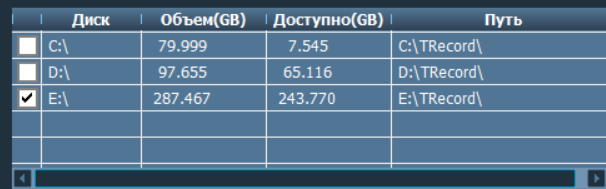 Диск Объем(GB) Доступно(GB) Путь
C:\ 79.999 7.545 C:\TRecord\
D:\ 97.655 65.116 D:\TRecord\
E:\ 287.467 243.770 E:\TRecord\